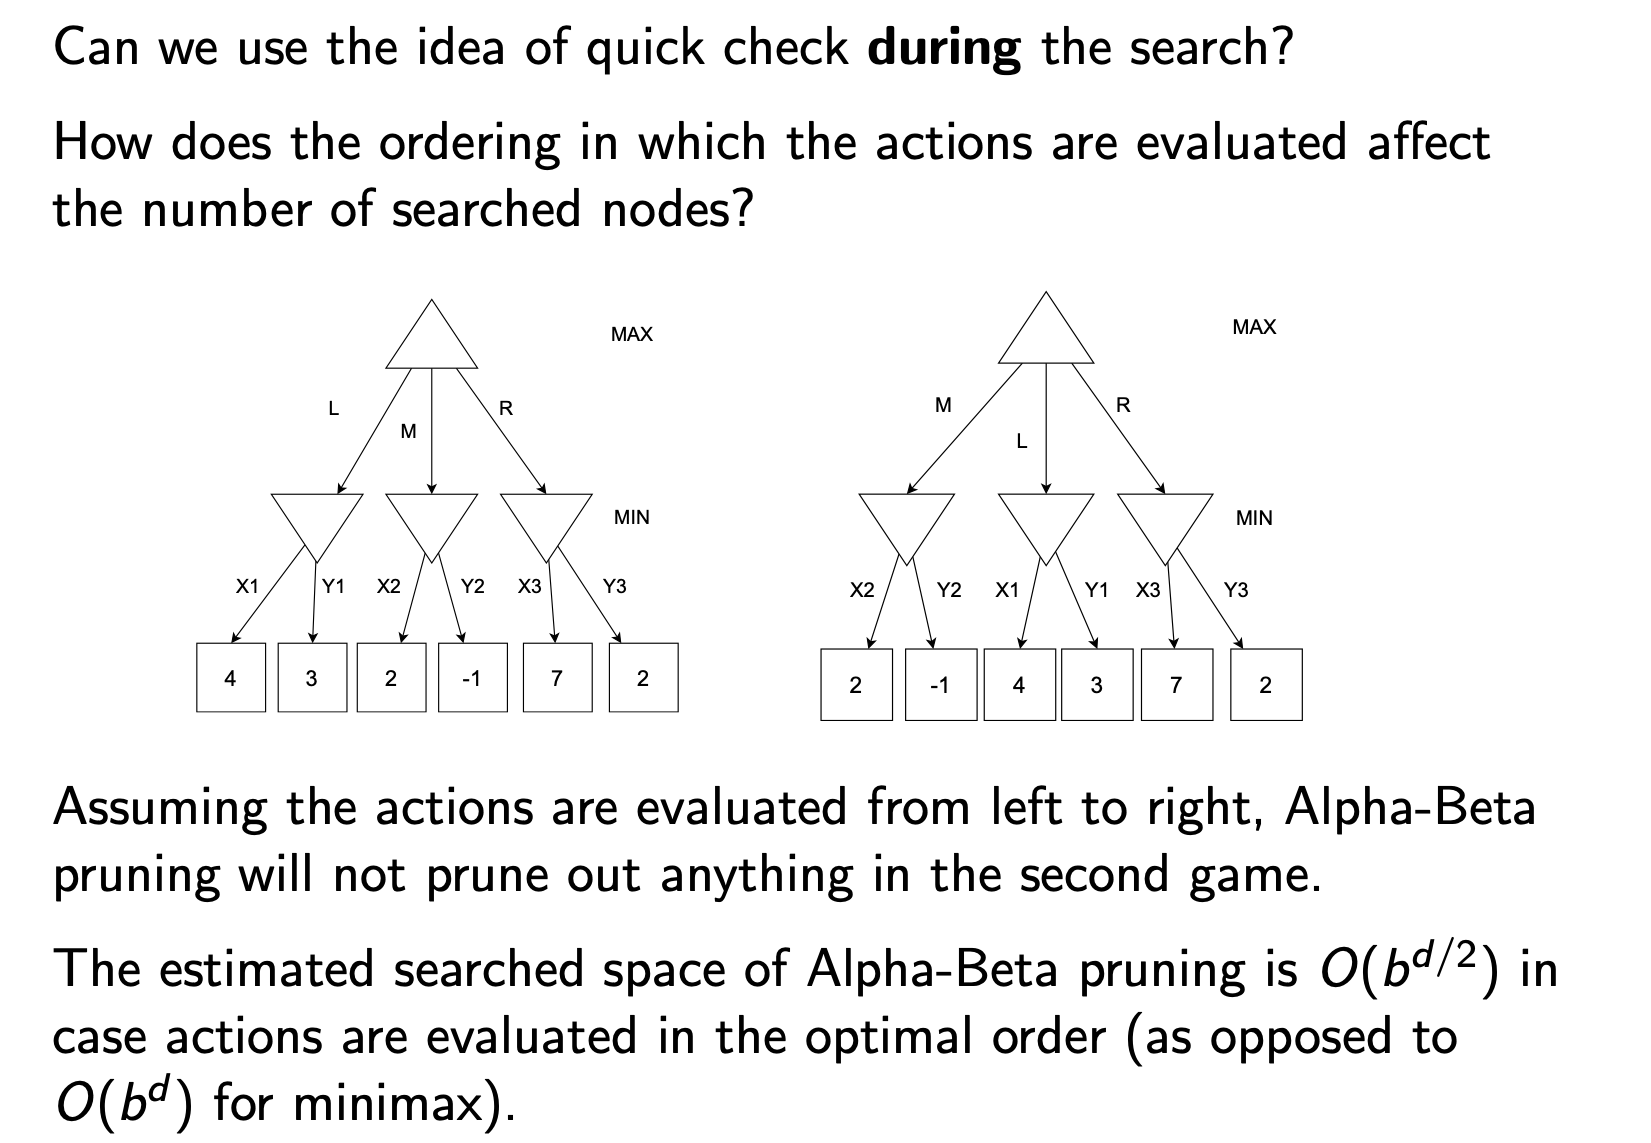 Can we use the idea of quick check during the search?
How does the ordering in which the actions are evaluated affect
the number of searched nodes?
MAX MAX
L M R M L R
MIN MIN
X1 Y1 X2 Y2 X3 Y3 X2 Y2 X1 Y1 X3 Y3
4 3 2 -1 7 2 2 -1 4 3 7 2
Assuming the actions are evaluated from left to right, Alpha-Beta
pruning will not prune out anything in the second game.
The estimated searched space of Alpha-Beta pruning is O(b^{d/2}) in
case actions are evaluated in the optimal order (as opposed to
O(b^d) for minimax).